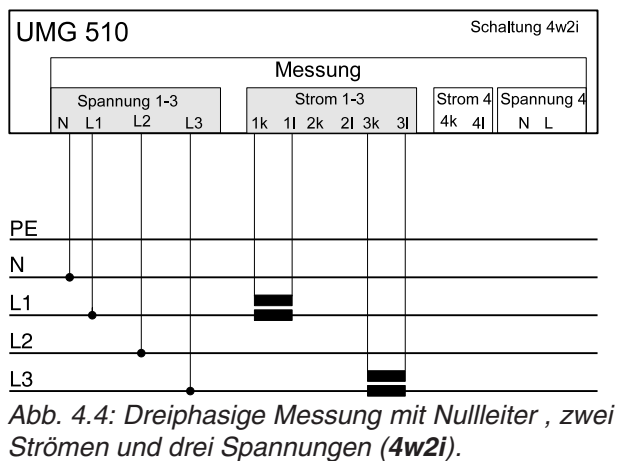 UMG 510 Schaltung 4w2i
Messung
Spannung 1-3 Strom 1-3 Strom 4 Spannung 4
N L1 L2 L3 1k 1l 2k 2l 3k 3l 4k 4l N L
PE
N
L1
L2
L3
Abb. 4.4: Dreiphasige Messung mit Nullleiter , zwei
Strömen und drei Spannungen (4w2i).